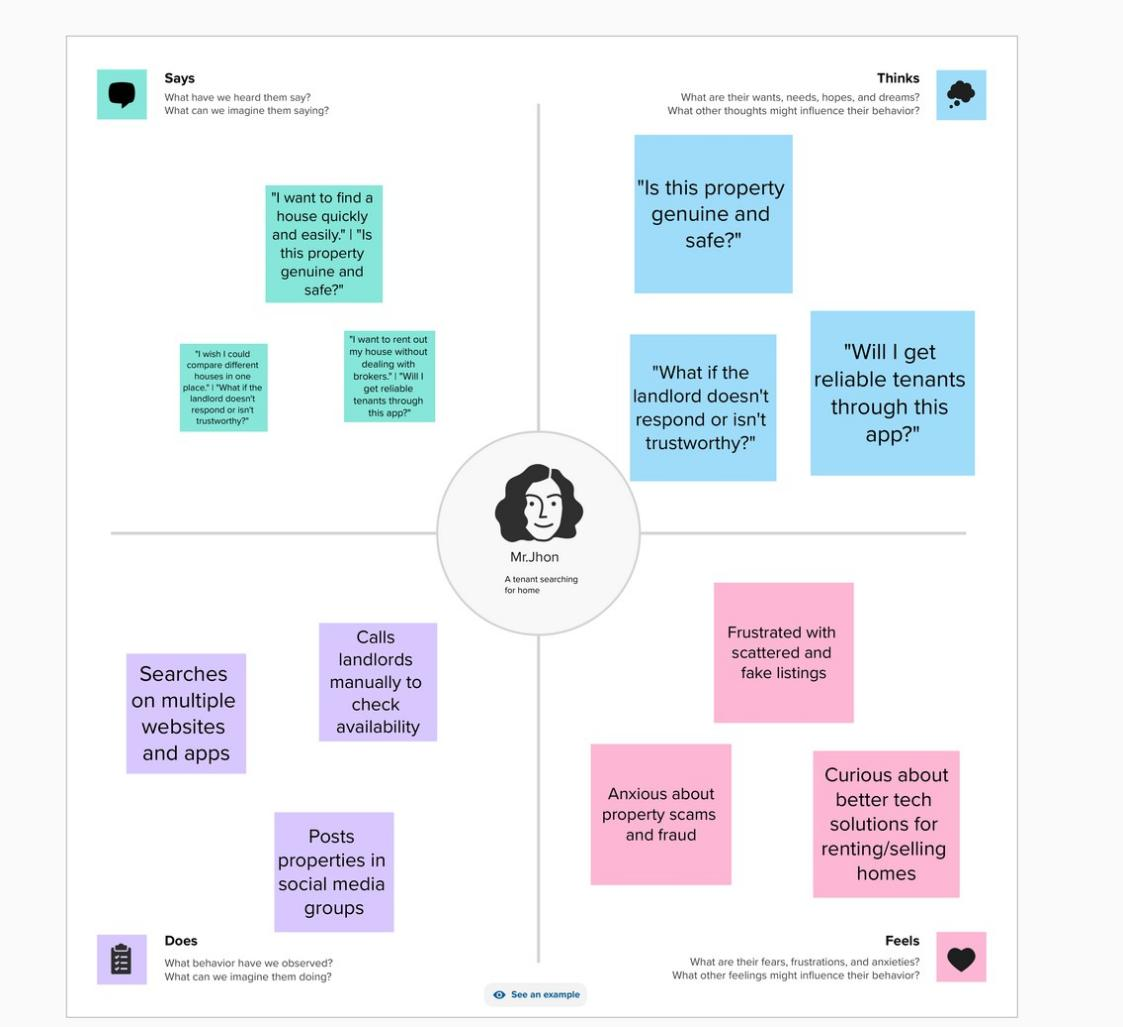 Says
What have we heard them say?
What can we imagine them saying?
Thinks
What are their wants, needs, hopes, and dreams?
What other thoughts might influence their behavior?
"I want to find a
house quickly
and easily." | "Is
this property
genuine and
safe?"
"I wish I could
compare different
houses in one
place." | "What if the
landlord doesn't
respond or isn't
trustworthy?"
"I want to rent out
my house without
dealing with
brokers." | "Will I
get reliable
tenants through
this app?"
"Is this property
genuine and
safe?"
"What if the
landlord doesn't
respond or isn't
trustworthy?"
"Will I get
reliable tenants
through this
app?"
Mr.Jhon
A tenant searching
for home
Searches
on multiple
websites
and apps
Calls
landlords
manually to
check
availability
Posts
properties in
social media
groups
Frustrated with
scattered and
fake listings
Anxious about
property scams
and fraud
Curious about
better tech
solutions for
renting/selling
homes
Does
What behavior have we observed?
What can we imagine them doing?
Feels
What are their fears, frustrations, and anxieties?
What other feelings might influence their behavior?
See an example